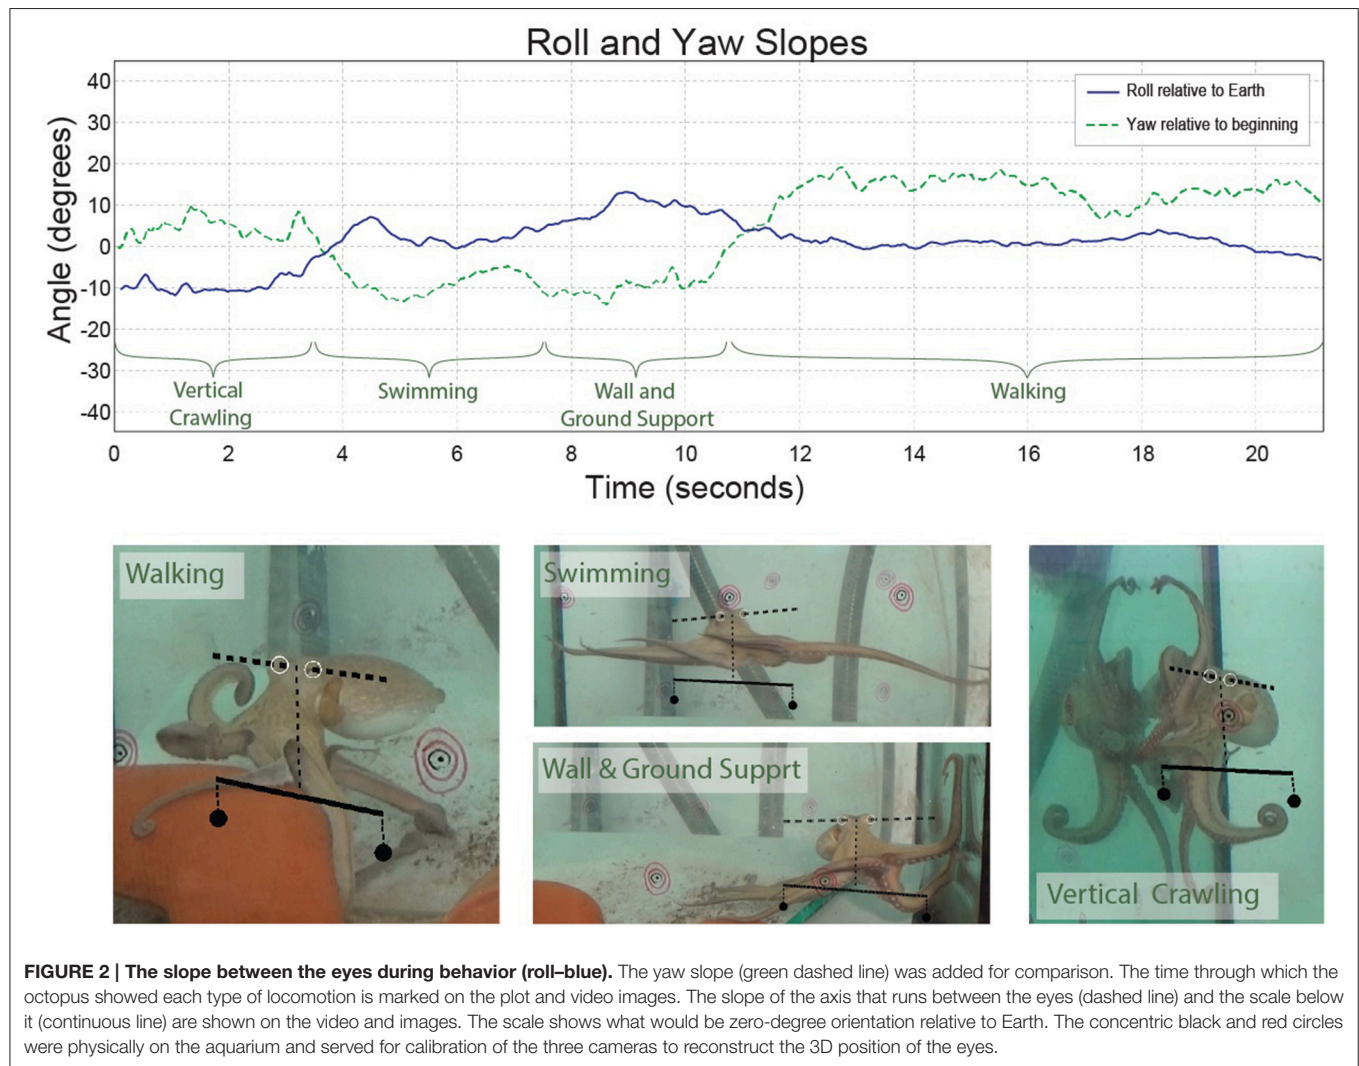 Roll and Yaw Slopes
Angle (degrees)
40
30
20
10
0
-10
-20
-30
-40
Roll relative to Earth
Yaw relative to beginning
Vertical
Crawling
Swimming
Wall and
Ground Support
Walking
0 2 4 6 8 10 12 14 16 18 20
Time (seconds)
Walking
Swimming
Wall & Ground Supprt
Vertical Crawling
FIGURE 2 | The slope between the eyes during behavior (roll–blue). The yaw slope (green dashed line) was added for comparison. The time through which the
octopus showed each type of locomotion is marked on the plot and video images. The slope of the axis that runs between the eyes (dashed line) and the scale below
it (continuous line) are shown on the video and images. The scale shows what would be zero-degree orientation relative to Earth. The concentric black and red circles
were physically on the aquarium and served for calibration of the three cameras to reconstruct the 3D position of the eyes.